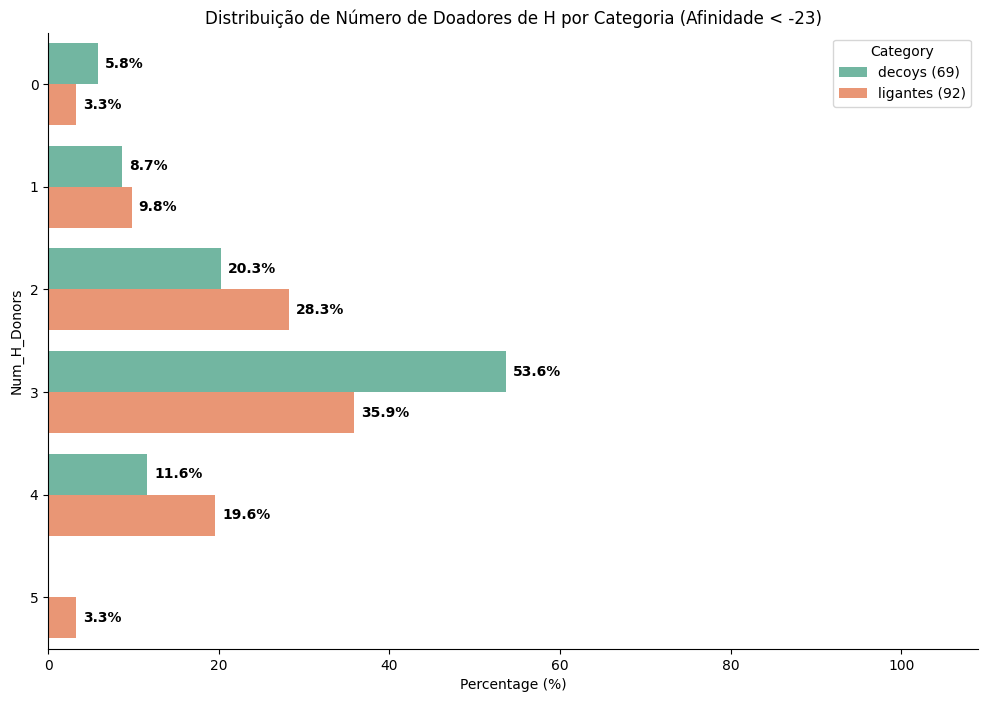 Distribuição de Número de Doadores de H por Categoria (Afinidade < -23)
Category
decoys (69)
ligantes (92)
Num_H_Donors
0
5.8%
3.3%
1
8.7%
9.8%
2
20.3%
28.3%
3
53.6%
35.9%
4
11.6%
19.6%
5
3.3%
0 20 40 60 80 100
Percentage (%)